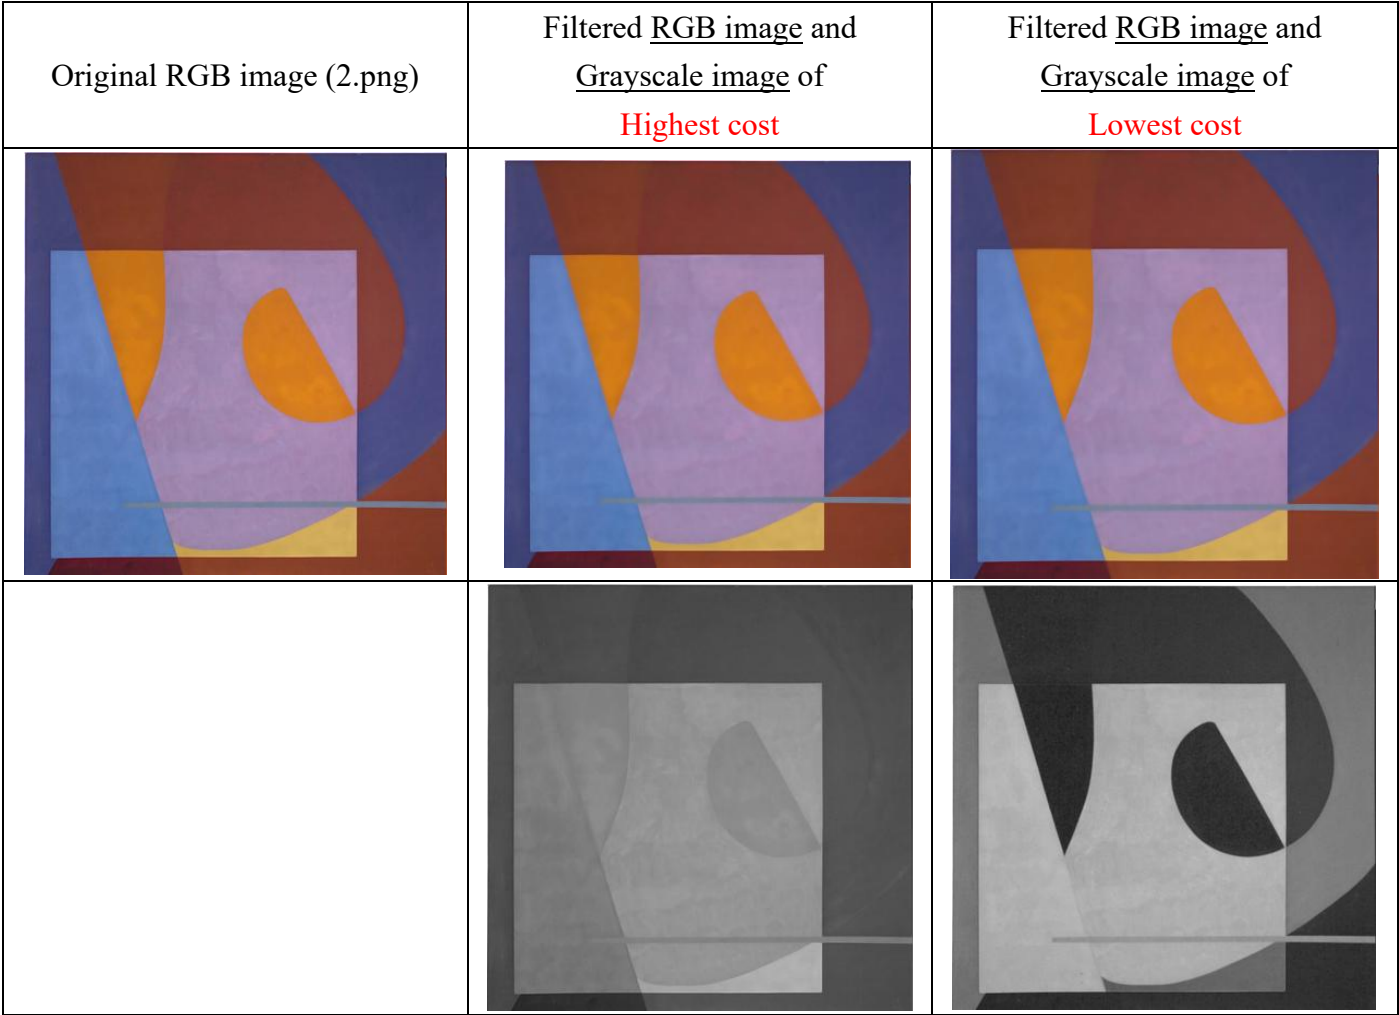 Original RGB image (2.png)
Filtered RGB image and
Grayscale image of
Highest cost
Filtered RGB image and
Grayscale image of
Lowest cost